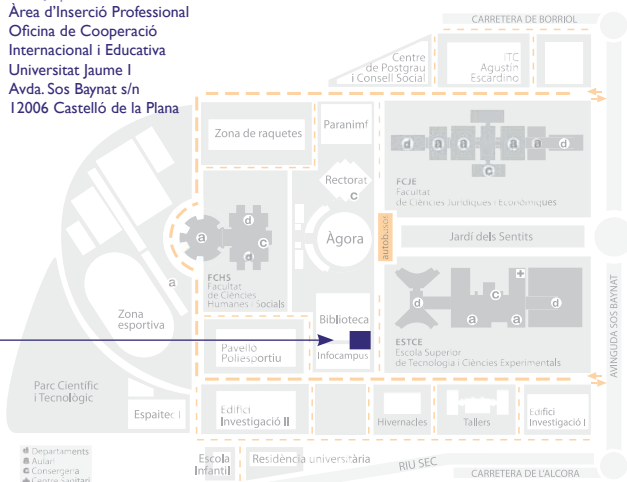 Àrea d'Inserció Professional
Oficina de Cooperació
Internacional i Educativa
Universitat Jaume I
Avda. Sos Baynat s/n
12006 Castelló de la Plana
CARRETERA DE BORRIOL
Centre
de Postgrau
i Consell Social
ITC
Agustín
Escardino
Zona de raquetes
Paranimf
Rectorat
c
Àgora
autobusos
d a a a a d
c
FCJE
Facultat
de Ciències Jurídiques i Econòmiques
Jardí dels Sentits
a
d
c
d
FCHS
Facultat
de Ciències
Humanes i Socials
a
Zona
esportiva
d
c
a
a
d
ESTCE
Escola Superior
de Tecnologia i Ciències Experimentals
Biblioteca
Infocampus
Pavelló
Poliesportiu
AVINGUDA SOS BAYNAT
Parc Científic
i Tecnològic
Espaitec I
Edifici
Investigació II
Hivernacles
Tallers
Edifici
Investigació I
d Departaments
a Aulari
c Consergeria
Centre Sanitari
Escola
Infantil
Residència universitària
RIU SEC
CARRETERA DE L'ALCORA